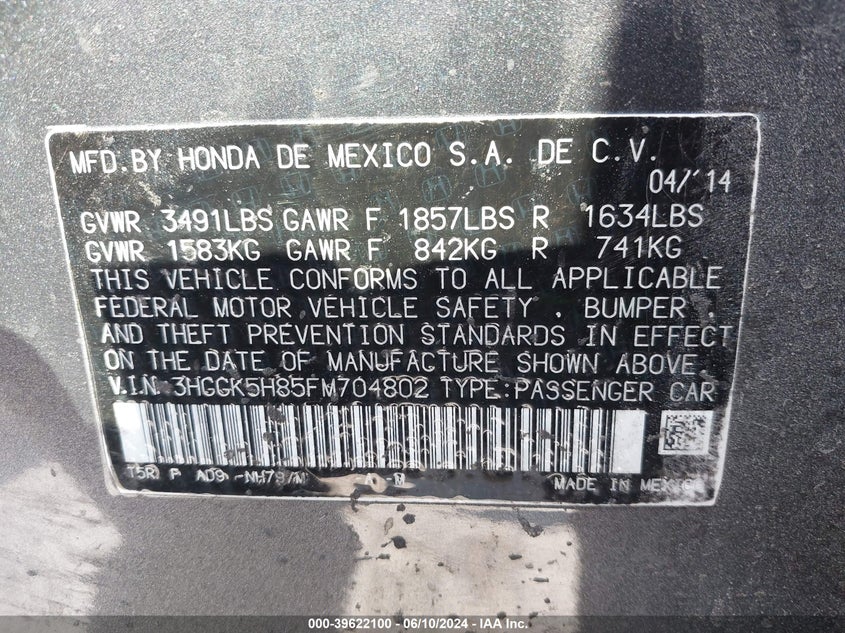 MFD.BY HONDA DE MEXICO S.A. DE C.V.
04/'14
GVWR 3491LBS GAWR F 1857LBS R 1634LBS
GVWR 1583KG GAWR F 842KG R 741KG
THIS VEHICLE CONFORMS TO ALL APPLICABLE
FEDERAL MOTOR VEHICLE SAFETY , BUMPER ,
AND THEFT PREVENTION STANDARDS IN EFFECT
ON THE DATE OF MANUFACTURE SHOWN ABOVE
V.I.N. 3HGGK5H85FM704802 TYPE:PASSENGER CAR
T5R P
MADE IN MEXICO
000-39622100 - 06/10/2024 - IAA Inc.